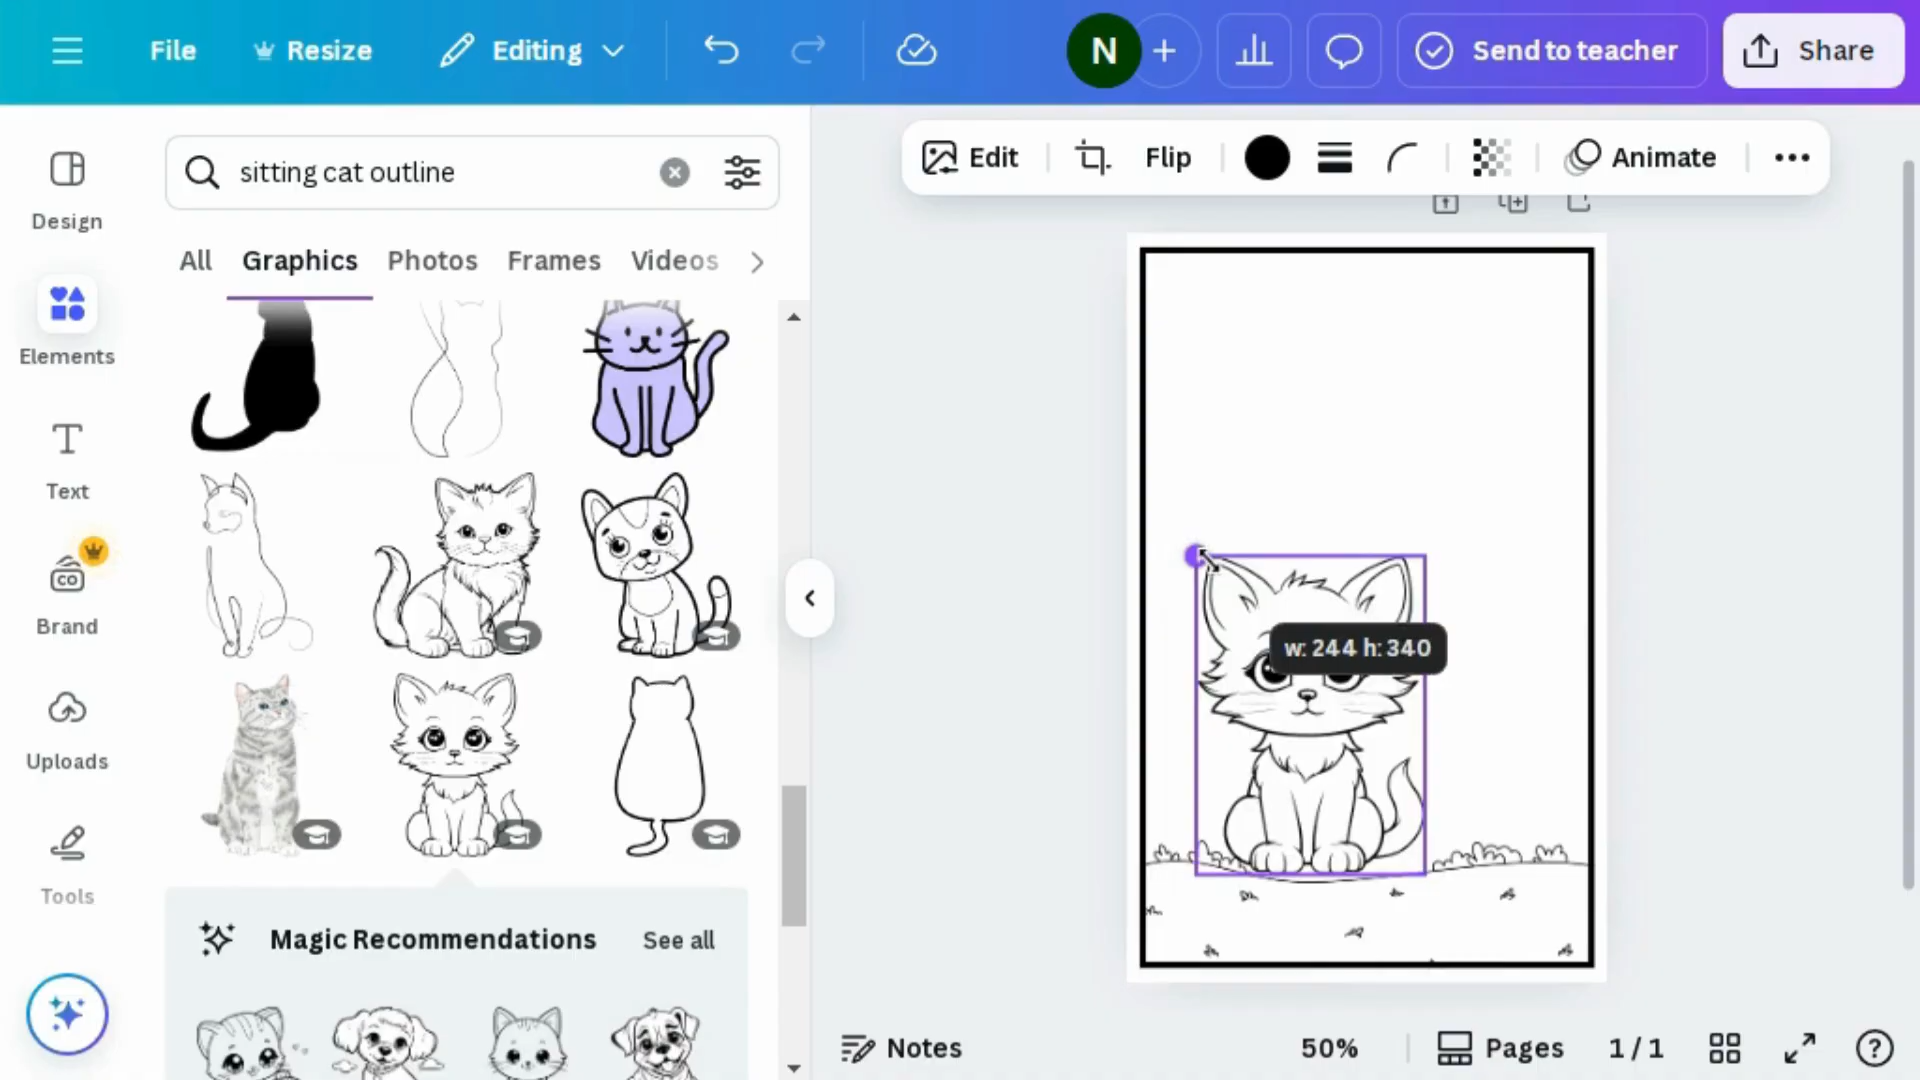 File
Resize
Editing
N
Send to teacher
Share
sitting cat outline
Edit
Flip
Animate
Design
All
Graphics
Photos
Frames
Videos
Elements
Text
CO
Brand
w: 244 h: 340
Uploads
Tools
Magic Recommendations
See all
Notes
50%
Pages
1 / 1